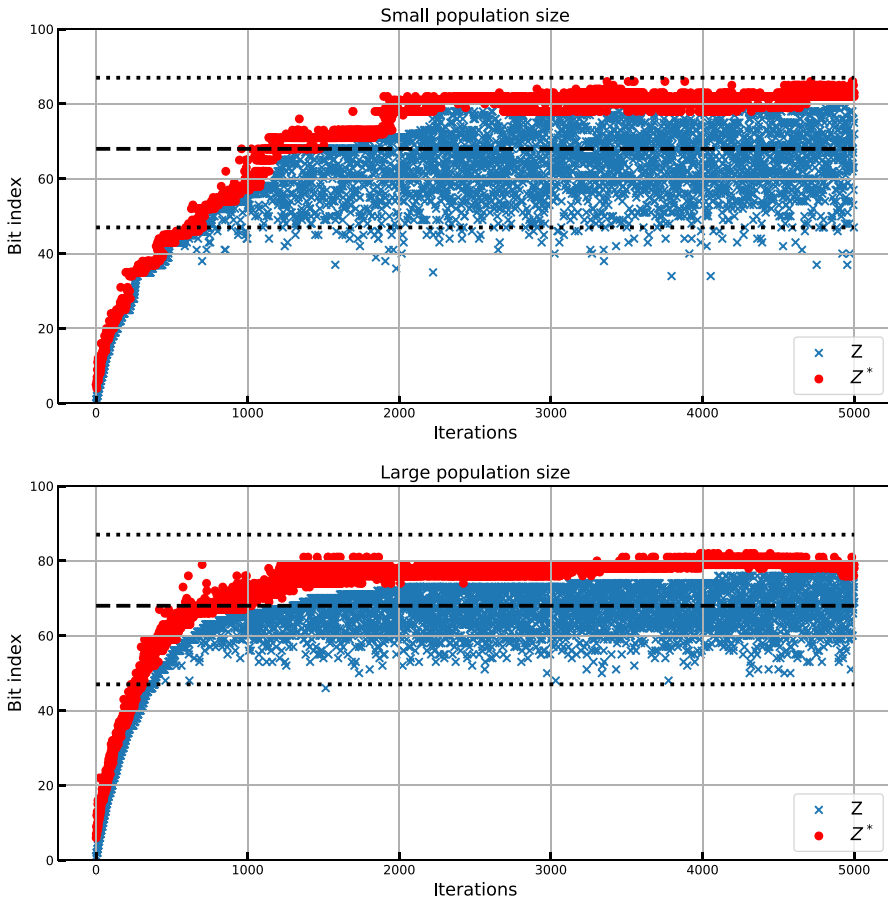 Small population size
100
80
60
40
20
0
Bit index
0 1000 2000 3000 4000 5000
Iterations
Z
Z*
Large population size
100
80
60
40
20
0
Bit index
0 1000 2000 3000 4000 5000
Iterations
Z
Z*